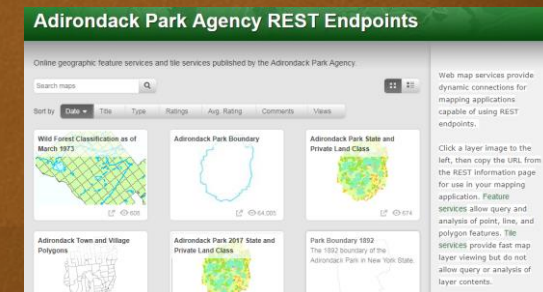 Adirondack Park Agency REST Endpoints
Online geographic feature services and tile services published by the Adirondack Park Agency.
Search maps
Sort by Date Title Type Ratings Avg. Rating Comments Views
Wild Forest Classification as of
March 1973
605
Adirondack Park Boundary
64,005
Adirondack Park State and
Private Land Class
674
Adirondack Town and Village
Polygons
Adirondack Park 2017 State and
Private Land Class
Park Boundary 1892
The 1892 boundary of the
Adirondack Park in New York State.
Web map services provide
dynamic connections for
mapping applications
capable of using REST
endpoints.
Click a layer image to the
left, then copy the URL from
the REST information page
for use in your mapping
application. Feature
services allow query and
analysis of point, line, and
polygon features. Tile
services provide fast map
layer viewing but do not
allow query or analysis of
layer contents.